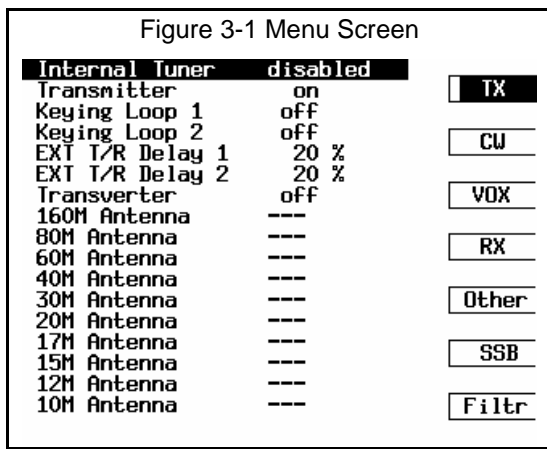 Figure 3-1 Menu Screen
Internal Tuner disabled
Transmitter on
Keying Loop 1 off
Keying Loop 2 off
EXT T/R Delay 1 20 %
EXT T/R Delay 2 20 %
Transverter off
160M Antenna ---
80M Antenna ---
60M Antenna ---
40M Antenna ---
30M Antenna ---
20M Antenna ---
17M Antenna ---
15M Antenna ---
12M Antenna ---
10M Antenna ---
TX
CW
VOX
RX
Other
SSB
Filtr